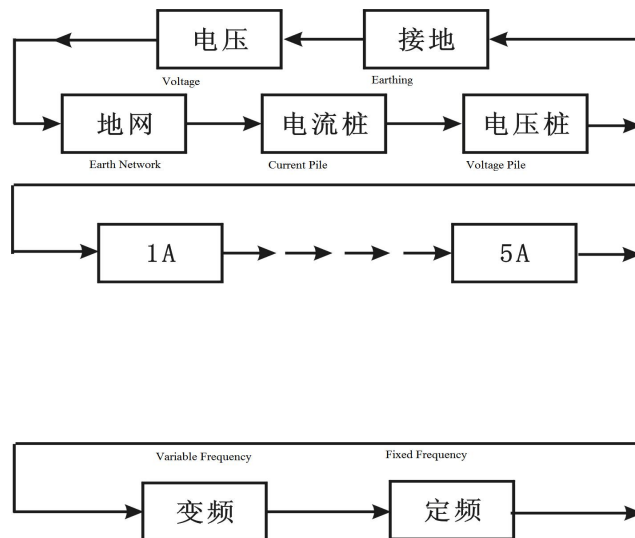 电压 接地
Voltage Earthing
地网 电流桩 电压桩
Earth Network Current Pile Voltage Pile
1A 5A
Variable Frequency Fixed Frequency
变频 定频